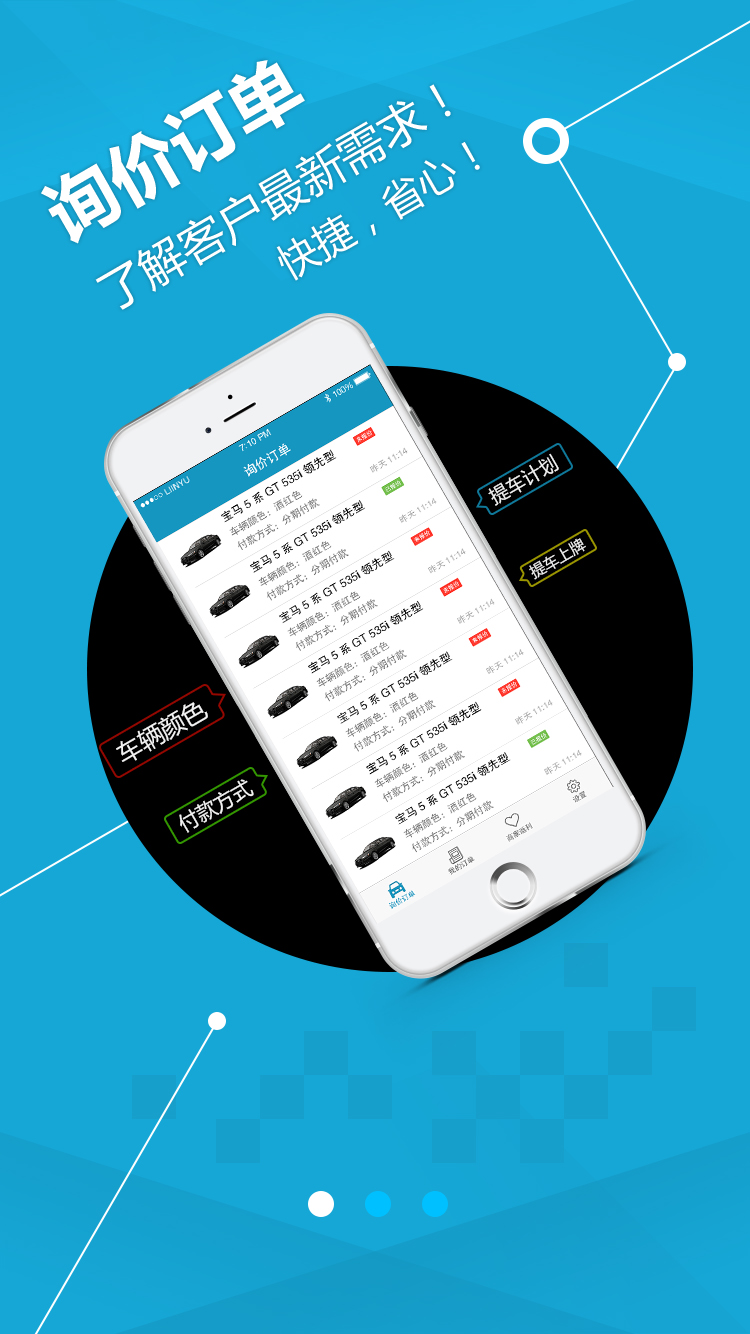 询价订单
了解客户最新需求！
快捷，省心！
LIINYU
7:10 PM
100%
询价订单
宝马 5 系 GT 535i 领先型
未报价
车辆颜色：酒红色
付款方式：分期付款
昨天 11:14
宝马 5 系 GT 535i 领先型
已报价
车辆颜色：酒红色
付款方式：分期付款
昨天 11:14
宝马 5 系 GT 535i 领先型
未报价
车辆颜色：酒红色
付款方式：分期付款
昨天 11:14
宝马 5 系 GT 535i 领先型
未报价
车辆颜色：酒红色
付款方式：分期付款
昨天 11:14
宝马 5 系 GT 535i 领先型
未报价
车辆颜色：酒红色
付款方式：分期付款
昨天 11:14
宝马 5 系 GT 535i 领先型
未报价
车辆颜色：酒红色
付款方式：分期付款
昨天 11:14
宝马 5 系 GT 535i 领先型
已报价
车辆颜色：酒红色
付款方式：分期付款
昨天 11:14
询价订单
我的订单
商家福利
设置
提车计划
提车上牌
车辆颜色
付款方式